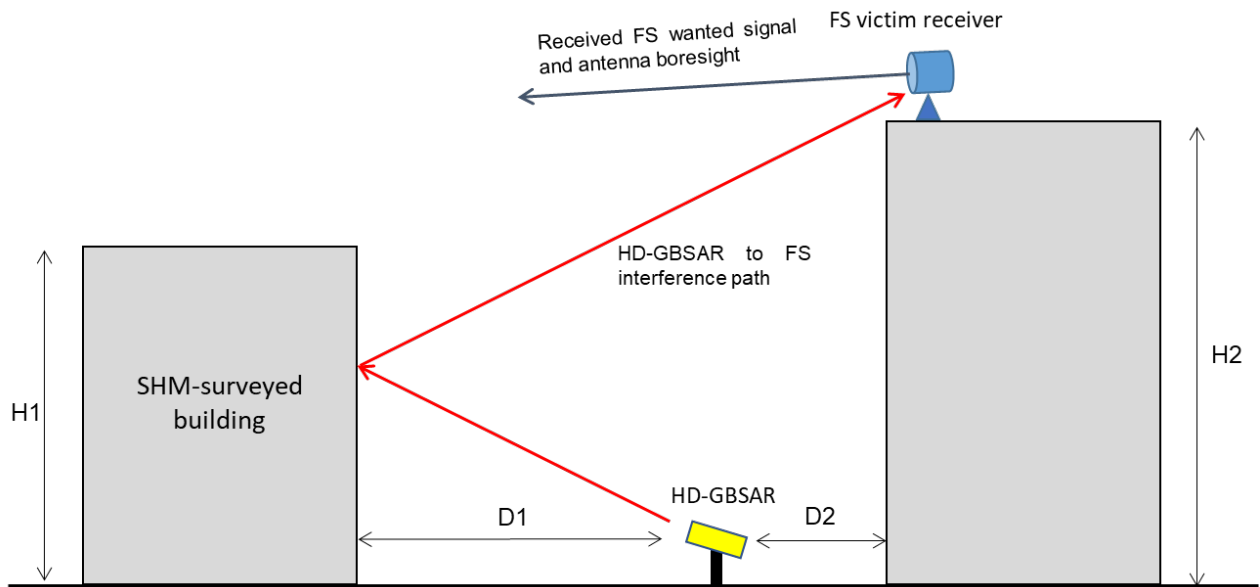 FS victim receiver
Received FS wanted signal
and antenna boresight
HD-GBSAR to FS
interference path
SHM-surveyed
building
H1
H2
HD-GBSAR
D1
D2